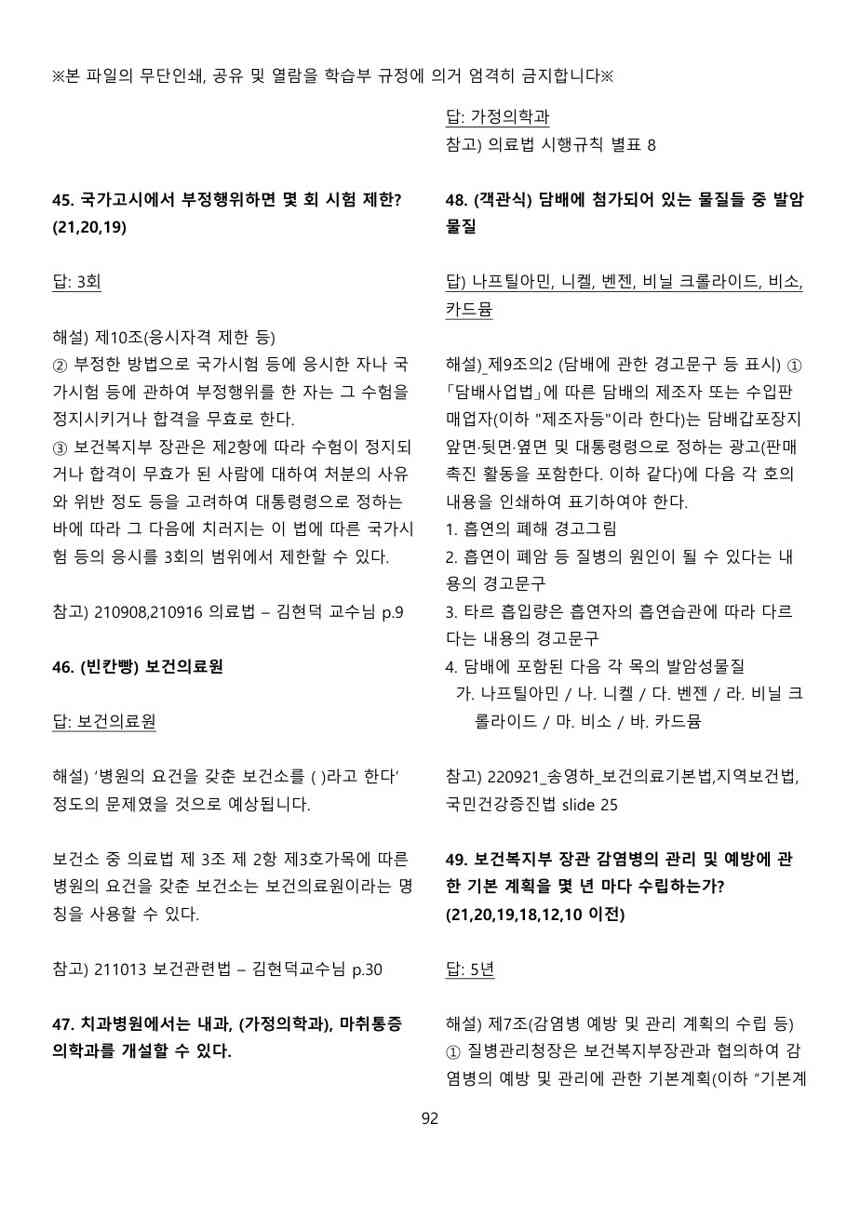 ※본 파일의 무단인쇄, 공유 및 열람을 학습부 규정에 의거 엄격히 금지합니다※
45. 국가고시에서 부정행위하면 몇 회 시험 제한?
(21,20,19)
답: 3회
해설) 제10조(응시자격 제한 등)
② 부정한 방법으로 국가시험 등에 응시한 자나 국
가시험 등에 관하여 부정행위를 한 자는 그 수험을
정지시키거나 합격을 무효로 한다.
③ 보건복지부 장관은 제2항에 따라 수험이 정지되
거나 합격이 무효가 된 사람에 대하여 처분의 사유
와 위반 정도 등을 고려하여 대통령령으로 정하는
바에 따라 그 다음에 치러지는 이 법에 따른 국가시
험 등의 응시를 3회의 범위에서 제한할 수 있다.
참고) 210908,210916 의료법 – 김현덕 교수님 p.9
46. (빈칸빵) 보건의료원
답: 보건의료원
해설) ‘병원의 요건을 갖춘 보건소를 ( )라고 한다’
정도의 문제였을 것으로 예상됩니다.
보건소 중 의료법 제 3조 제 2항 제3호가목에 따른
병원의 요건을 갖춘 보건소는 보건의료원이라는 명
칭을 사용할 수 있다.
참고) 211013 보건관련법 – 김현덕교수님 p.30
47. 치과병원에서는 내과, (가정의학과), 마취통증
의학과를 개설할 수 있다.
답: 가정의학과
참고) 의료법 시행규칙 별표 8
48. (객관식) 담배에 첨가되어 있는 물질들 중 발암
물질
답) 나프틸아민, 니켈, 벤젠, 비닐 크롤라이드, 비소,
카드뮴
해설)_제9조의2 (담배에 관한 경고문구 등 표시) ①
「담배사업법」에 따른 담배의 제조자 또는 수입판
매업자(이하 "제조자등"이라 한다)는 담배갑포장지
앞면·뒷면·옆면 및 대통령령으로 정하는 광고(판매
촉진 활동을 포함한다. 이하 같다)에 다음 각 호의
내용을 인쇄하여 표기하여야 한다.
1. 흡연의 폐해 경고그림
2. 흡연이 폐암 등 질병의 원인이 될 수 있다는 내
용의 경고문구
3. 타르 흡입량은 흡연자의 흡연습관에 따라 다르
다는 내용의 경고문구
4. 담배에 포함된 다음 각 목의 발암성물질
가. 나프틸아민 / 나. 니켈 / 다. 벤젠 / 라. 비닐 크
롤라이드 / 마. 비소 / 바. 카드뮴
참고) 220921_송영하_보건의료기본법,지역보건법,
국민건강증진법 slide 25
49. 보건복지부 장관 감염병의 관리 및 예방에 관
한 기본 계획을 몇 년 마다 수립하는가?
(21,20,19,18,12,10 이전)
답: 5년
해설) 제7조(감염병 예방 및 관리 계획의 수립 등)
① 질병관리청장은 보건복지부장관과 협의하여 감
염병의 예방 및 관리에 관한 기본계획(이하 “기본계
92